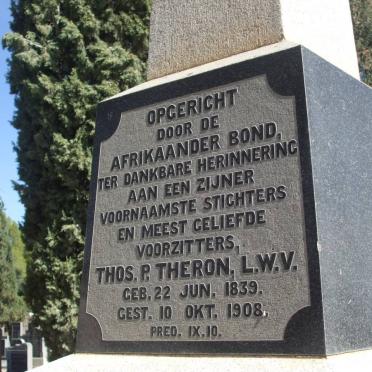 OPGERICHT
DOOR DE
AFRIKAANDER BOND,
TER DANKBARE HERINNERING
AAN EEN ZIJNER
VOORNAAMSTE STICHTERS
EN MEEST GELIEFDE
VOORZITTERS,
THOS. P. THERON, L.W.V.
GEB. 22 JUN. 1839.
GEST. 10 OKT. 1908,
PRED. IX.10.